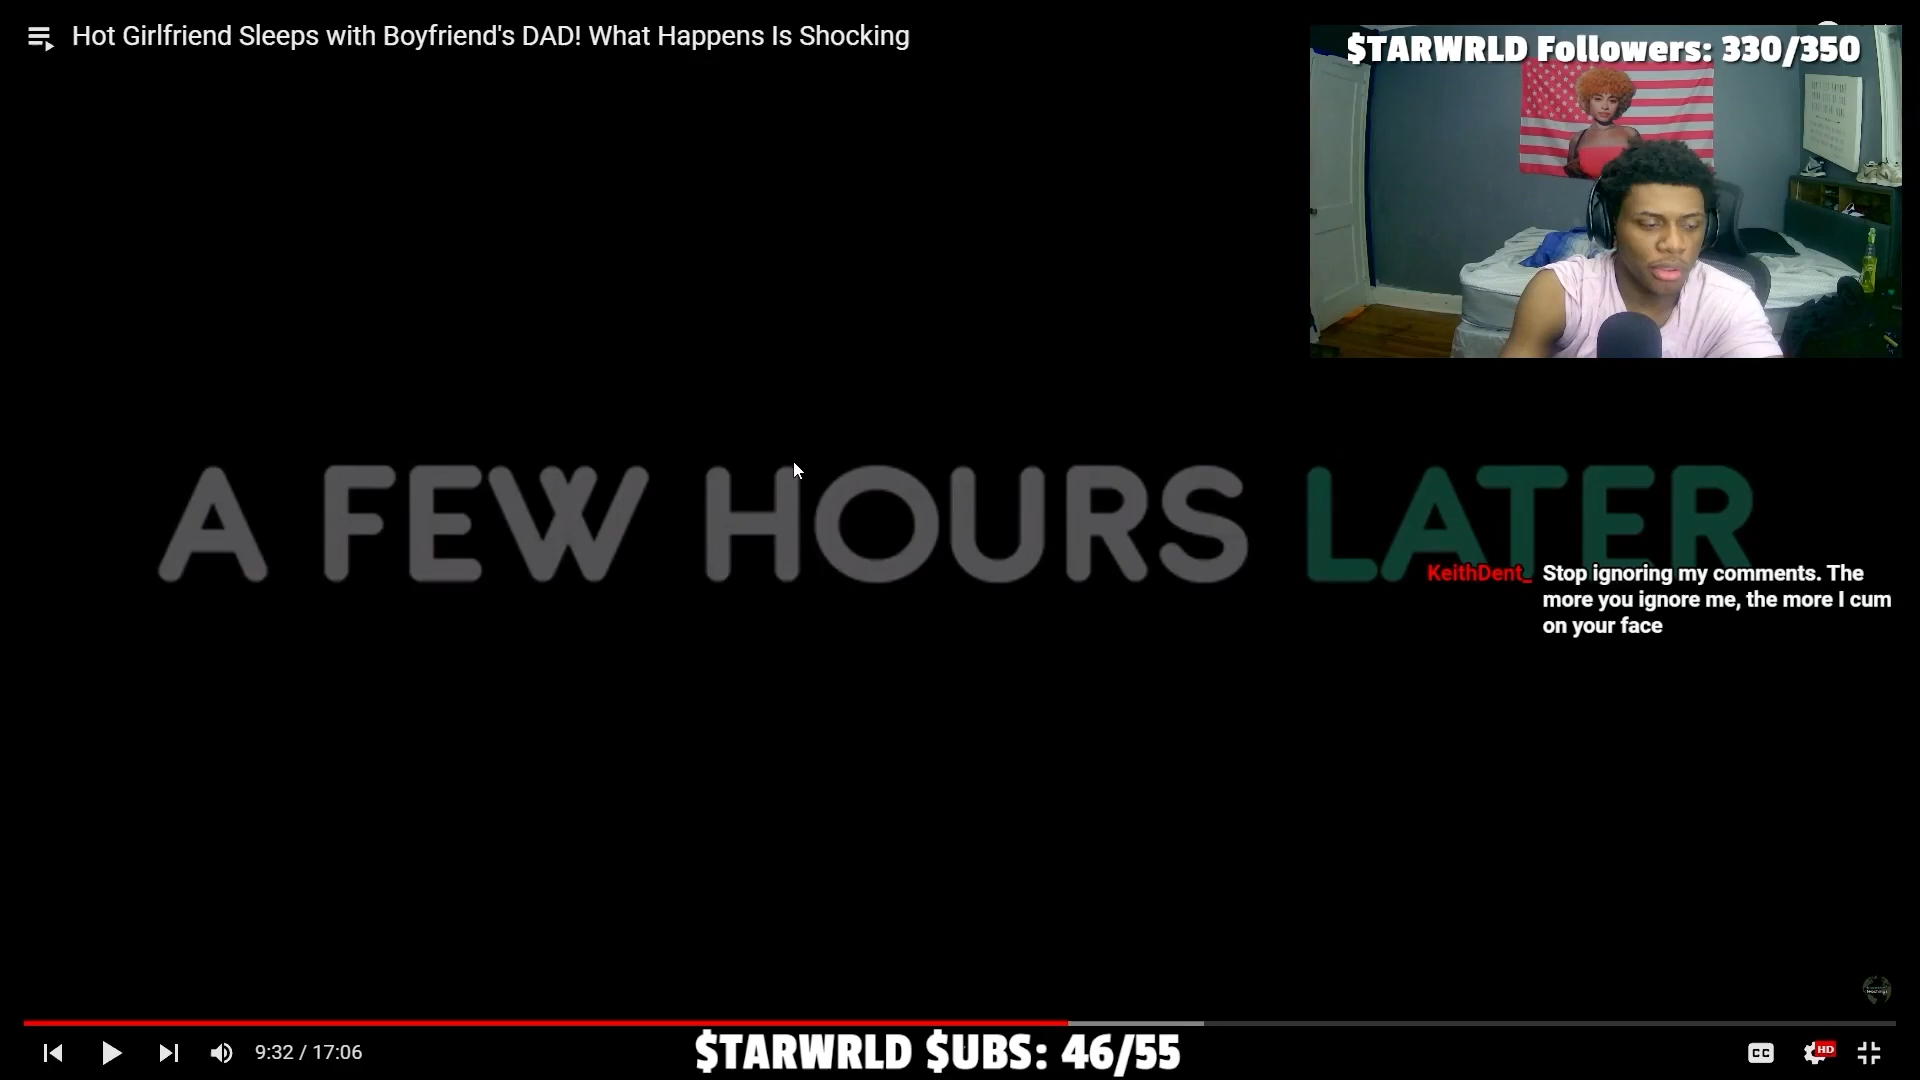 Hot Girlfriend Sleeps with Boyfriend's DAD! What Happens Is Shocking
$TARWRLD Followers: 330/350
A FEW HOURS LATER
KeithDent_ Stop ignoring my comments. The
more you ignore me, the more I cum
on your face
9:32 / 17:06
$TARWRLD $UBS: 46/55
CC
HD